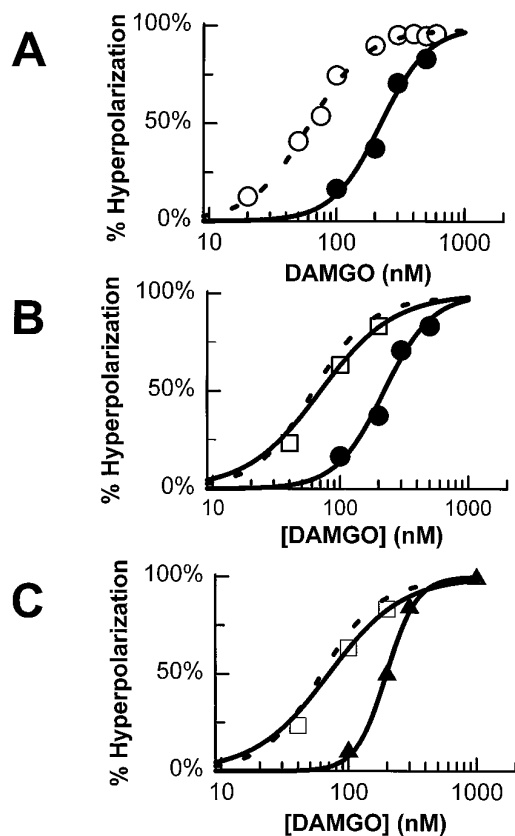 A
% Hyperpolarization
100%
50%
0%
10 100 1000
DAMGO (nM)
B
% Hyperpolarization
100%
50%
0%
10 100 1000
[DAMGO] (nM)
C
% Hyperpolarization
100%
50%
0%
10 100 1000
[DAMGO] (nM)